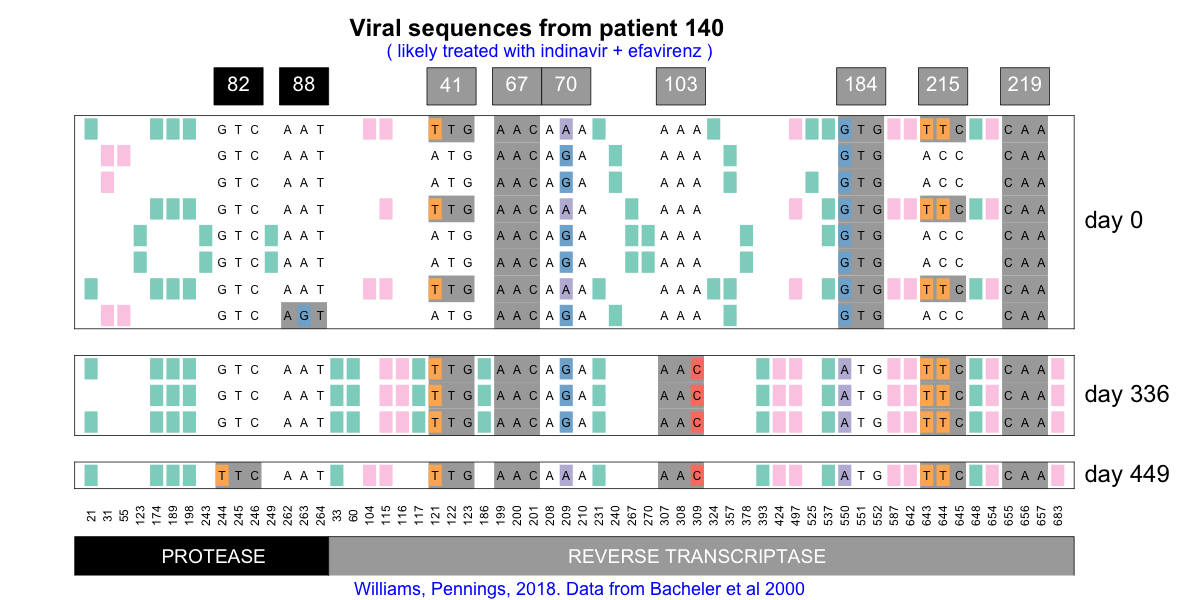 Viral sequences from patient 140
( likely treated with indinavir + efavirenz )
82 88 41 67 70 103 184 215 219
G T C A A T T T G A A C A A A A A A G T G T T C C A A
G T C A A T A T G A A C A G A A A A G T G A C C C A A
G T C A A T A T G A A C A G A A A A G T G A C C C A A
G T C A A T T T G A A C A A A A A A G T G T T C C A A
G T C A A T A T G A A C A G A A A A G T G A C C C A A
G T C A A T A T G A A C A G A A A A G T G A C C C A A
G T C A A T T T G A A C A A A A A A G T G T T C C A A
G T C A G T A T G A A C A G A A A A G T G A C C C A A
day 0
G T C A A T T T G A A C A G A A A C A T G T T C C A A
G T C A A T T T G A A C A G A A A C A T G T T C C A A
G T C A A T T T G A A C A G A A A C A T G T T C C A A
day 336
T T C A A T T T G A A C A A A A A C A T G T T C C A A
day 449
21 31 55 123 174 189 198 243 244 245 246 249 262 263 264 33 60 104 115 116 117 121 122 123 186 199 200 201 208 209 210 231 240 267 270 307 308 309 324 357 378 393 424 497 525 537 550 551 552 587 642 643 644 645 648 654 655 656 657 683
PROTEASE REVERSE TRANSCRIPTASE
Williams, Pennings, 2018. Data from Bacheler et al 2000